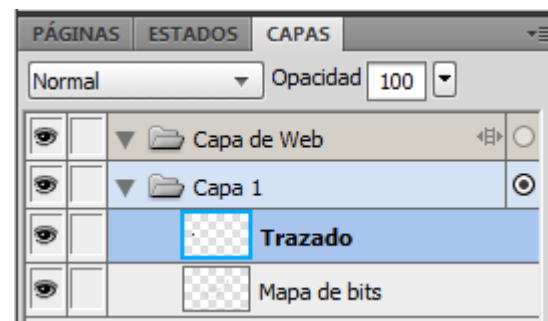 PÁGINAS ESTADOS CAPAS
Normal Opacidad 100
Capa de Web
Capa 1
Trazado
Mapa de bits